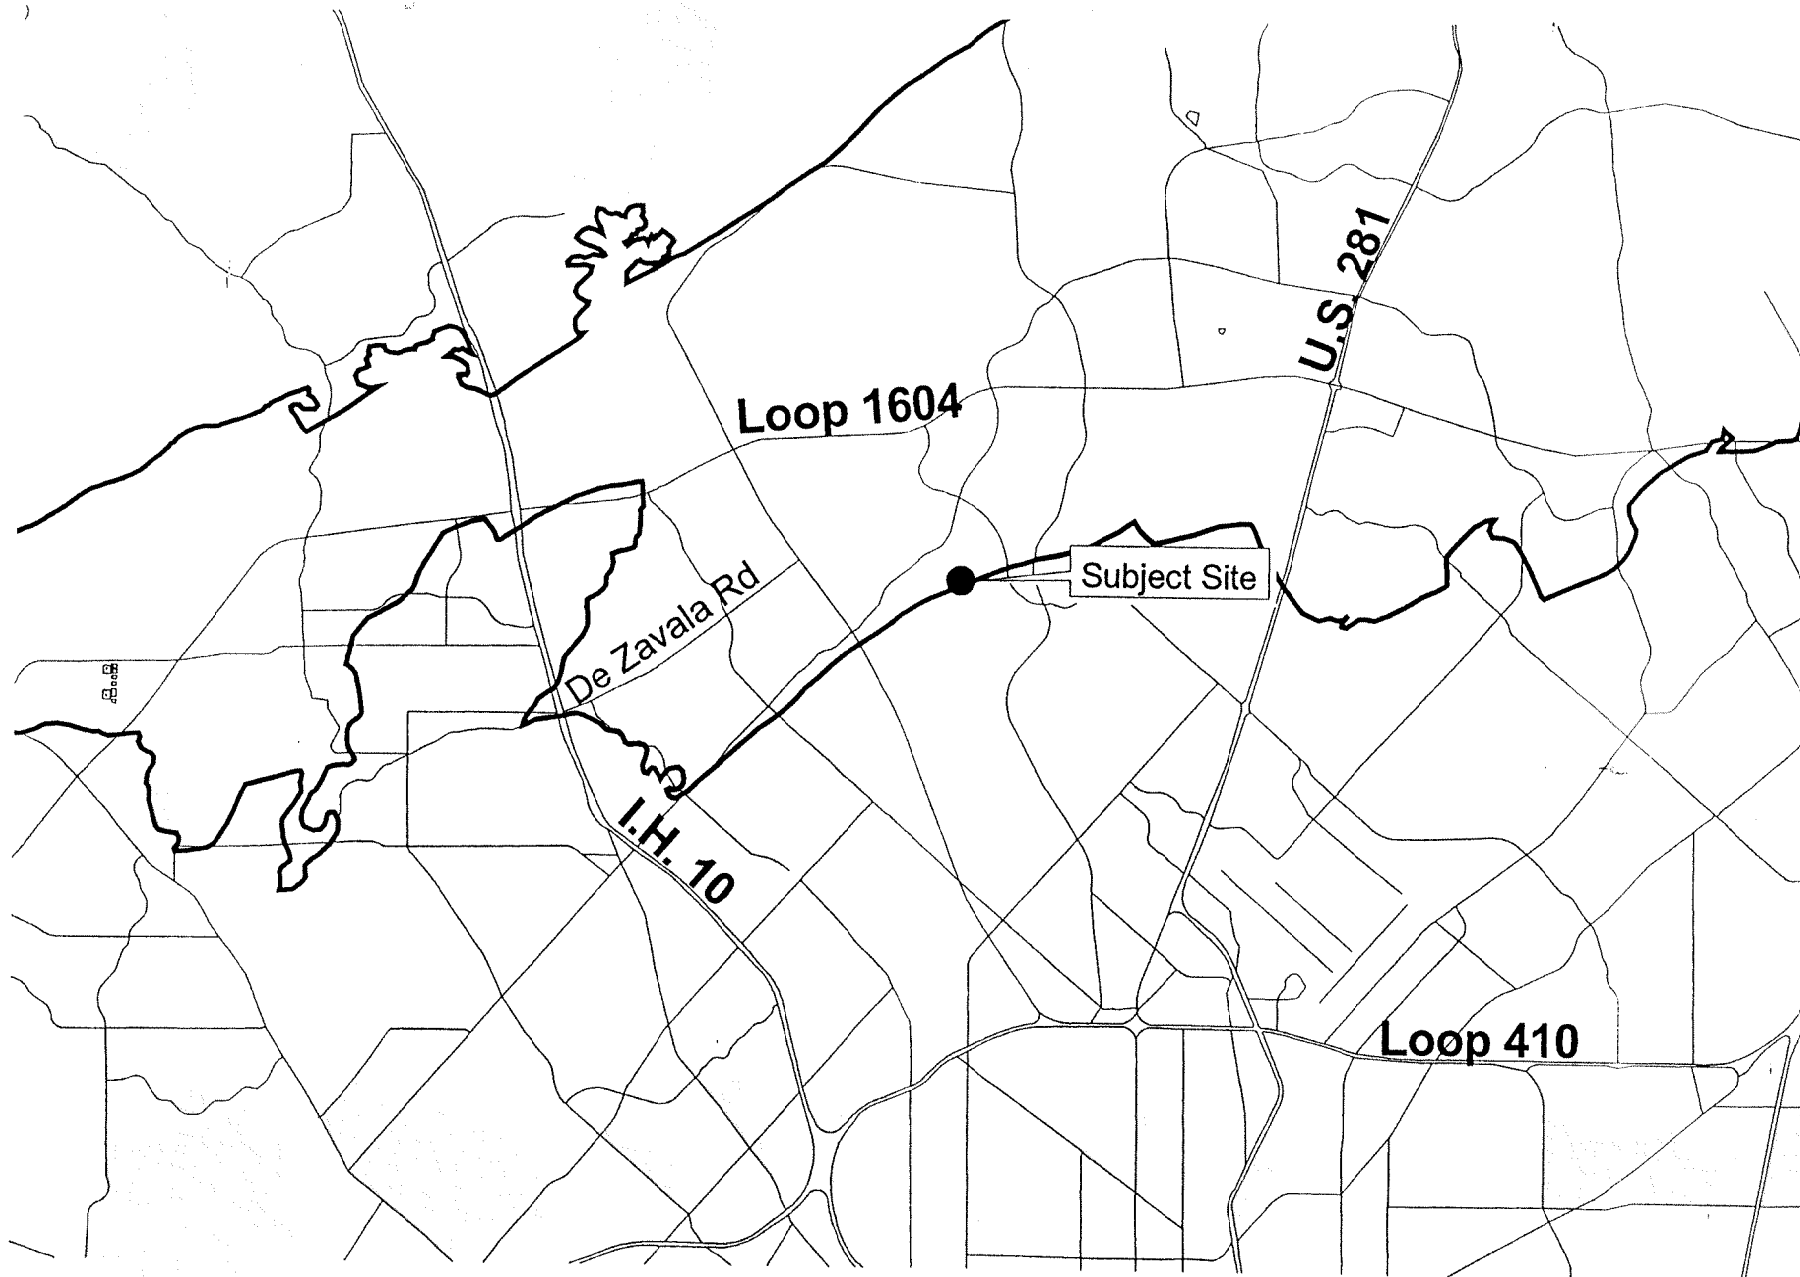 U.S. 281
Loop 1604
Subject Site
De Zavala Rd
I.H. 10
Loop 410